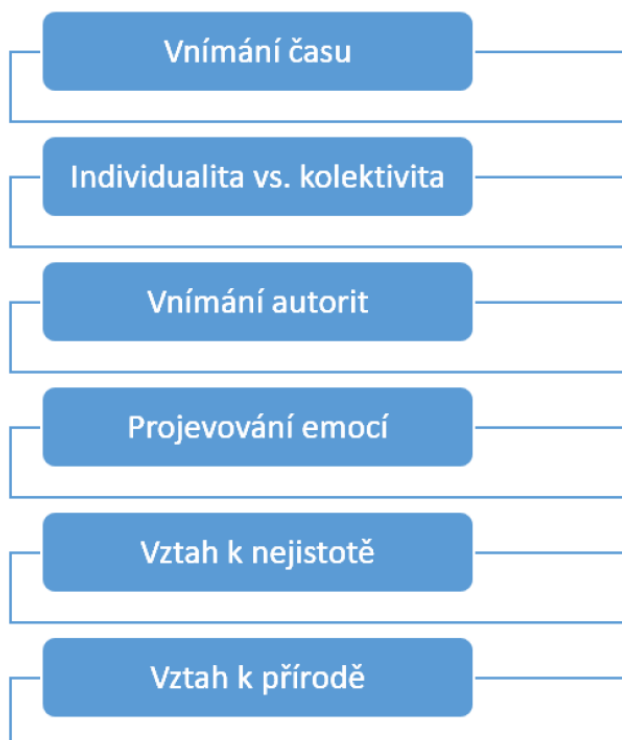 Vnímání času
Individualita vs. kolektivita
Vnímání autorit
Projevování emocí
Vztah k nejistotě
Vztah k přírodě